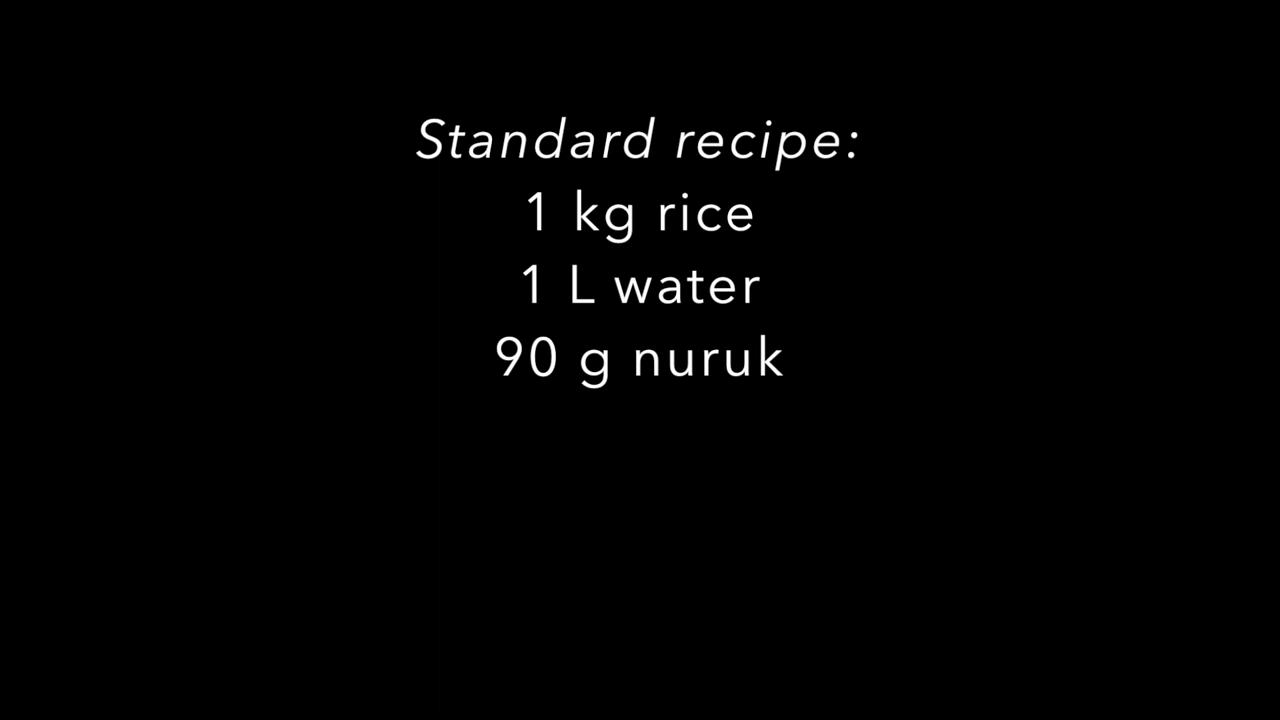 Standard recipe:
1 kg rice
1 L water
90 g nuruk